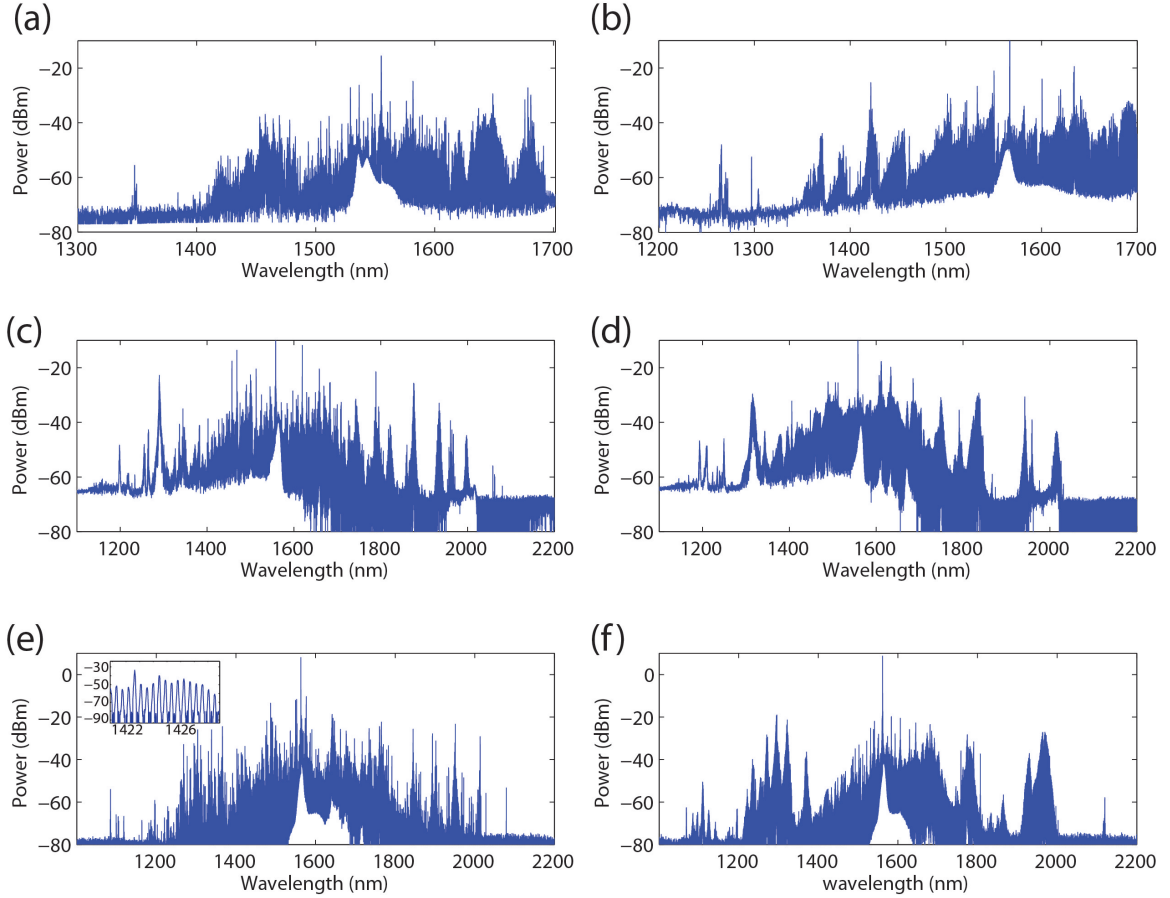 (a)
(b)
−20
−40
−60
−80
Power (dBm)
1300 1400 1500 1600 1700
Wavelength (nm)
−20
−40
−60
−80
Power (dBm)
1200 1300 1400 1500 1600 1700
Wavelength (nm)
(c)
(d)
−20
−40
−60
−80
Power (dBm)
1200 1400 1600 1800 2000 2200
Wavelength (nm)
−20
−40
−60
−80
Power (dBm)
1200 1400 1600 1800 2000 2200
Wavelength (nm)
(e)
(f)
0
−20
−40
−60
−80
Power (dBm)
−30
−50
−70
−90
1422 1426
1200 1400 1600 1800 2000 2200
Wavelength (nm)
0
−20
−40
−60
−80
Power (dBm)
1200 1400 1600 1800 2000 2200
wavelength (nm)